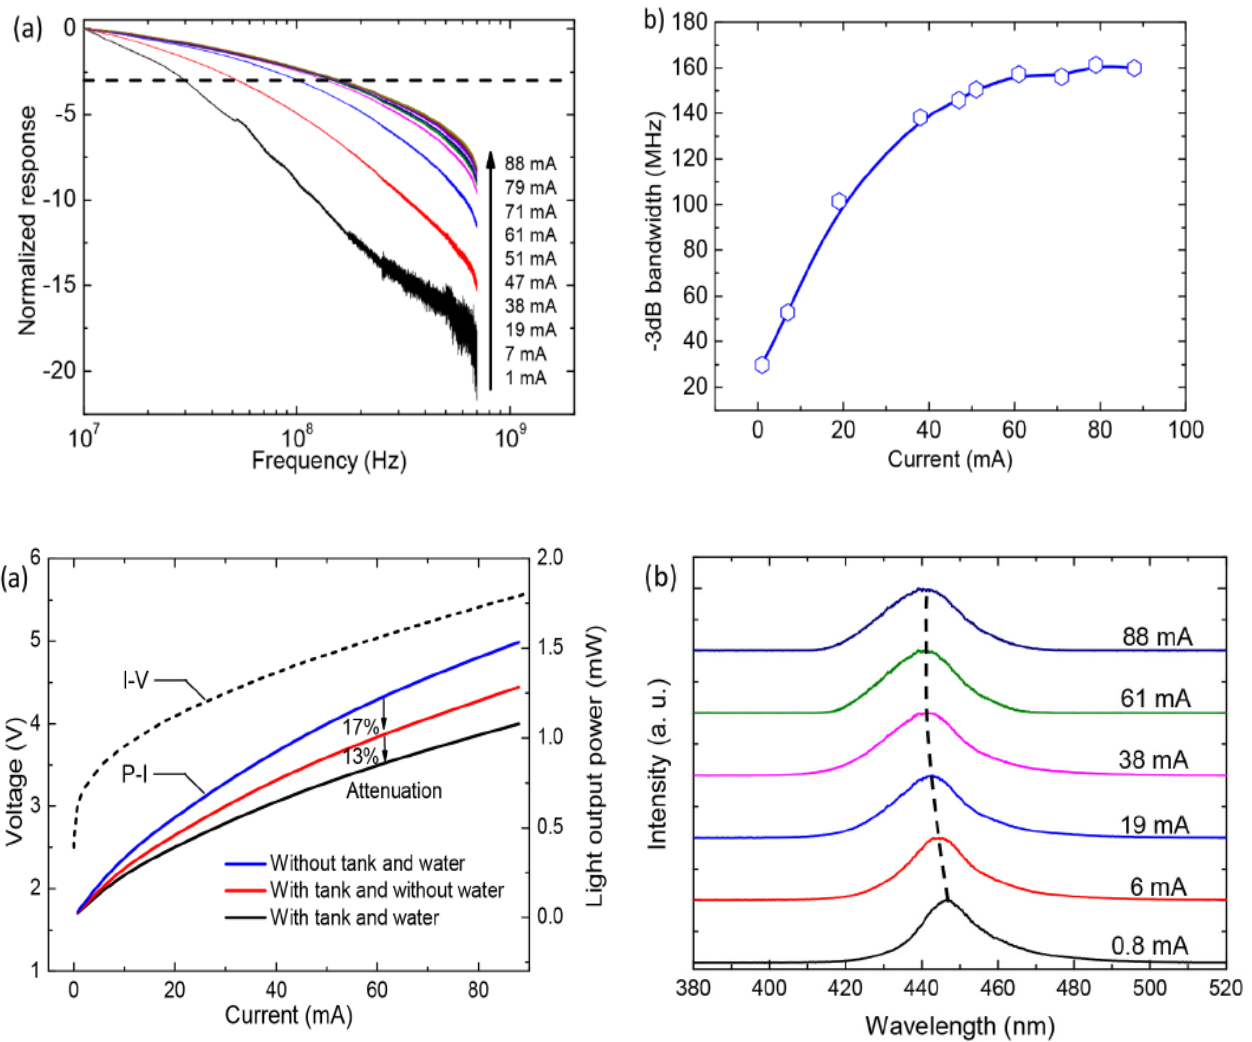 (a)
0
-5
-10
-15
-20
Normalized response
88 mA
79 mA
71 mA
61 mA
51 mA
47 mA
38 mA
19 mA
7 mA
1 mA
10⁷
10⁸
10⁹
Frequency (Hz)
b)
180
160
140
120
100
80
60
40
20
-3dB bandwidth (MHz)
0
20
40
60
80
100
Current (mA)
(a)
6
5
4
3
2
1
Voltage (V)
I-V
P-I
17%
13%
Attenuation
Without tank and water
With tank and without water
With tank and water
2.0
1.5
1.0
0.5
0.0
Light output power (mW)
0
20
40
60
80
Current (mA)
(b)
Intensity (a. u.)
88 mA
61 mA
38 mA
19 mA
6 mA
0.8 mA
380
400
420
440
460
480
500
520
Wavelength (nm)